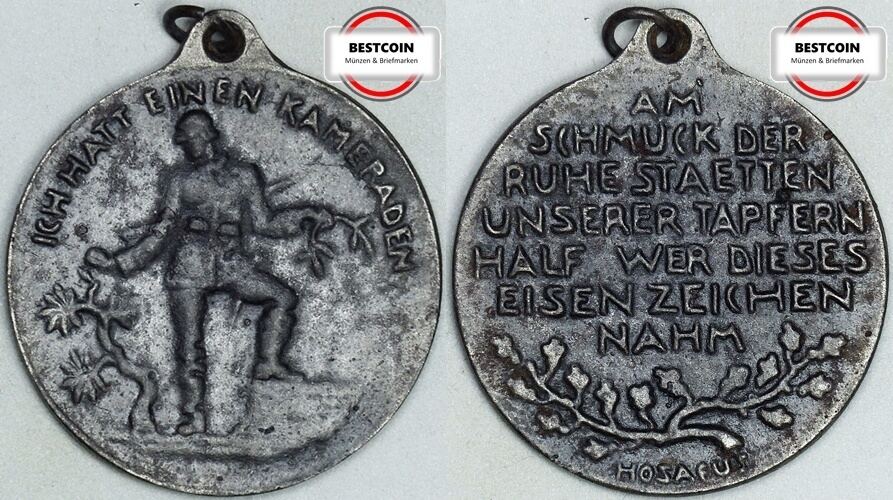 BESTCOIN
Münzen & Briefmarken
ICH HATT EINEN KAMERADEN
BESTCOIN
Münzen & Briefmarken
AM
SCHMUCK DER
RUHE STAETTEN
UNSERER TAPFERN
HALF WER DIESES
EISEN ZEICHEN
NAHM